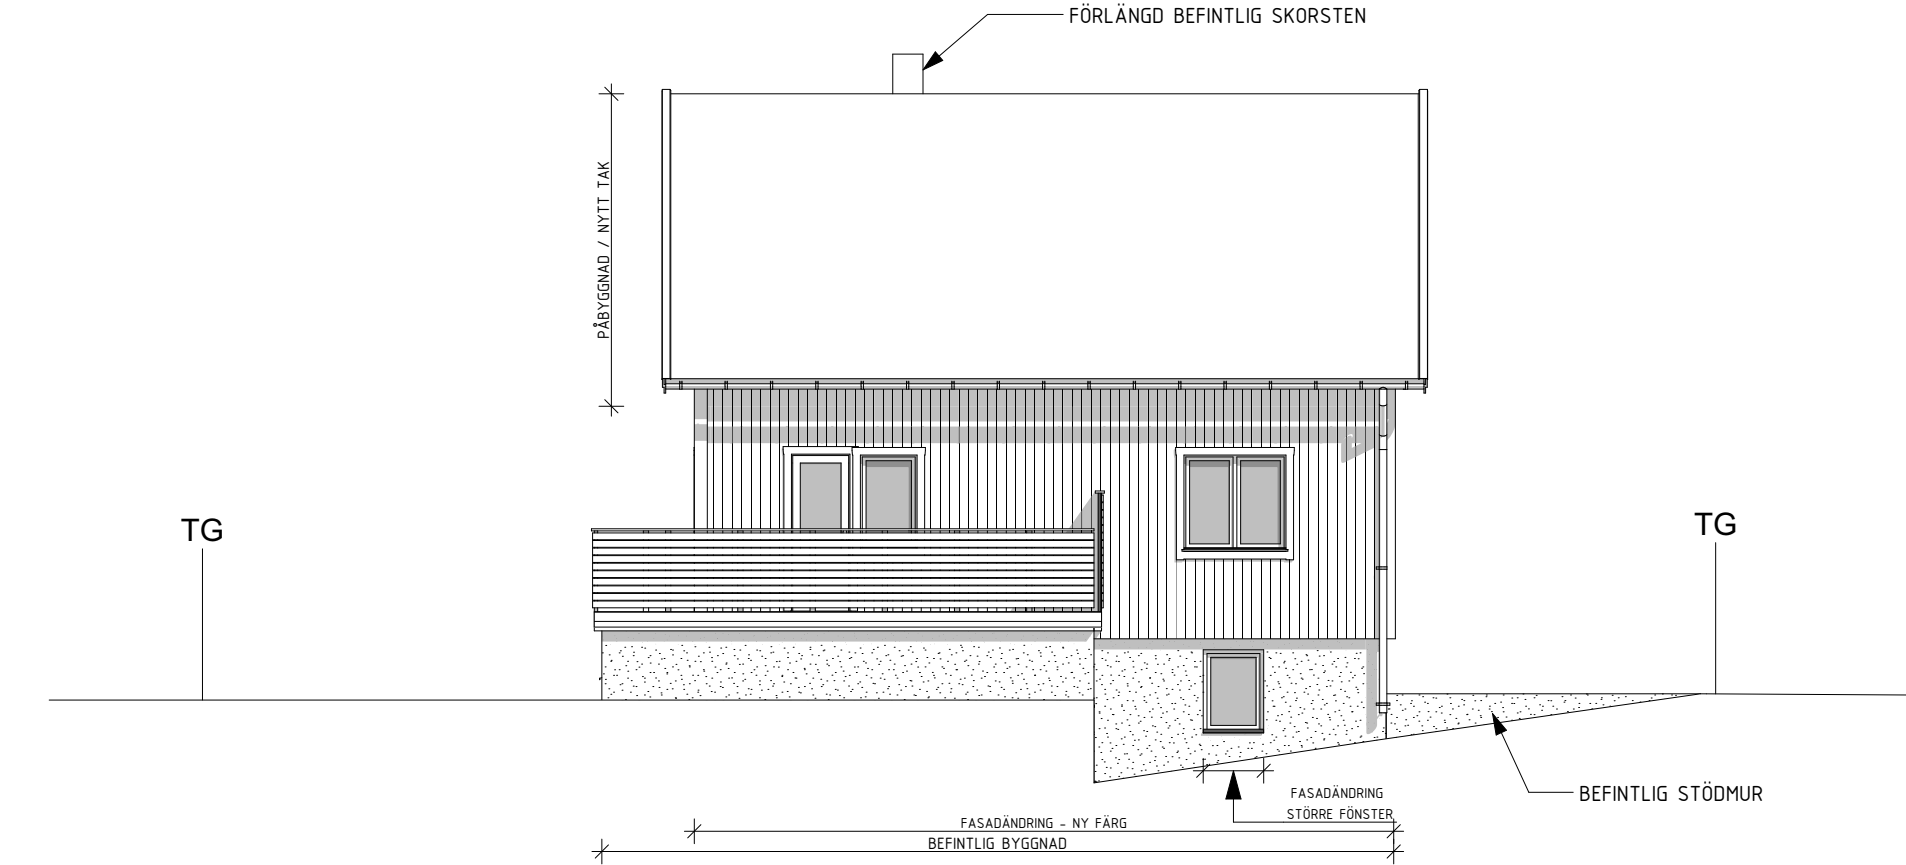 FÖRLÄNGD BEFINTLIG SKORSTEN
PÅBYGGNAD / NYTT TAK
TG
TG
BEFINTLIG STÖDMUR
FASADÄNDRING
STÖRRE FÖNSTER
FASADÄNDRING - NY FÄRG
BEFINTLIG BYGGNAD